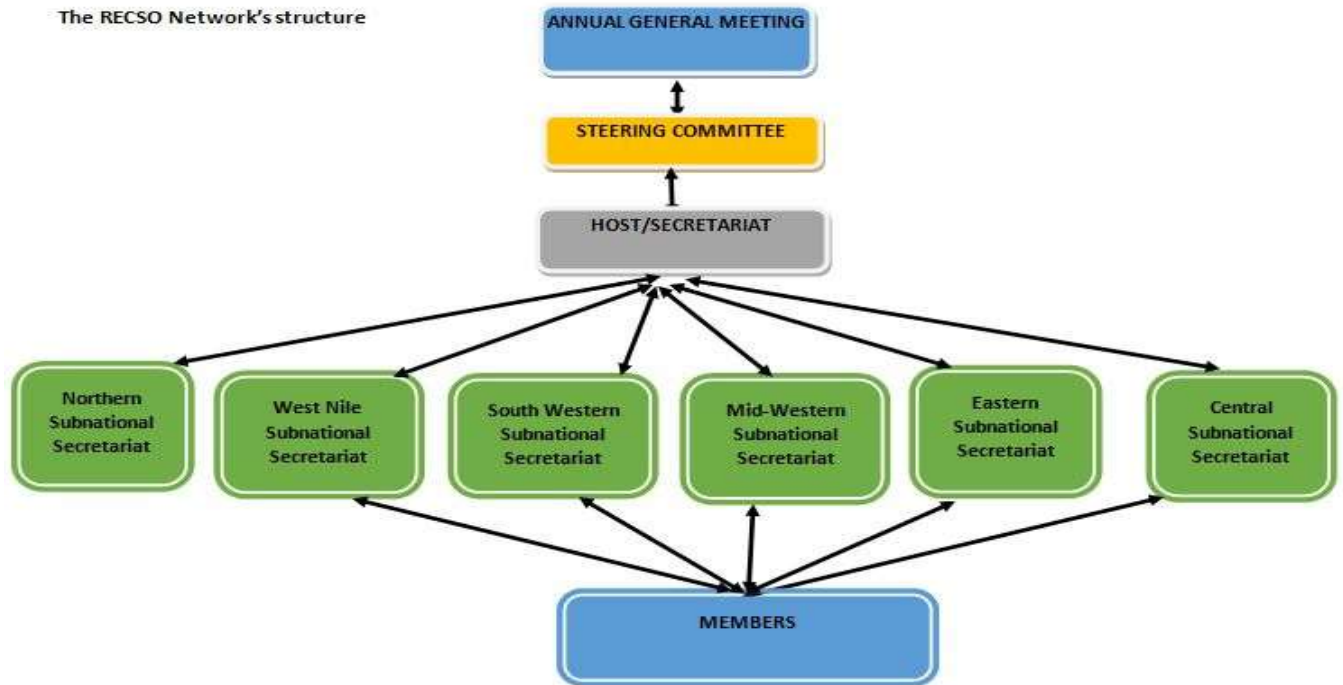 The RECSO Network's structure
ANNUAL GENERAL MEETING
STEERING COMMITTEE
HOST/SECRETARIAT
Northern
Subnational
Secretariat
West Nile
Subnational
Secretariat
South Western
Subnational
Secretariat
Mid-Western
Subnational
Secretariat
Eastern
Subnational
Secretariat
Central
Subnational
Secretariat
MEMBERS